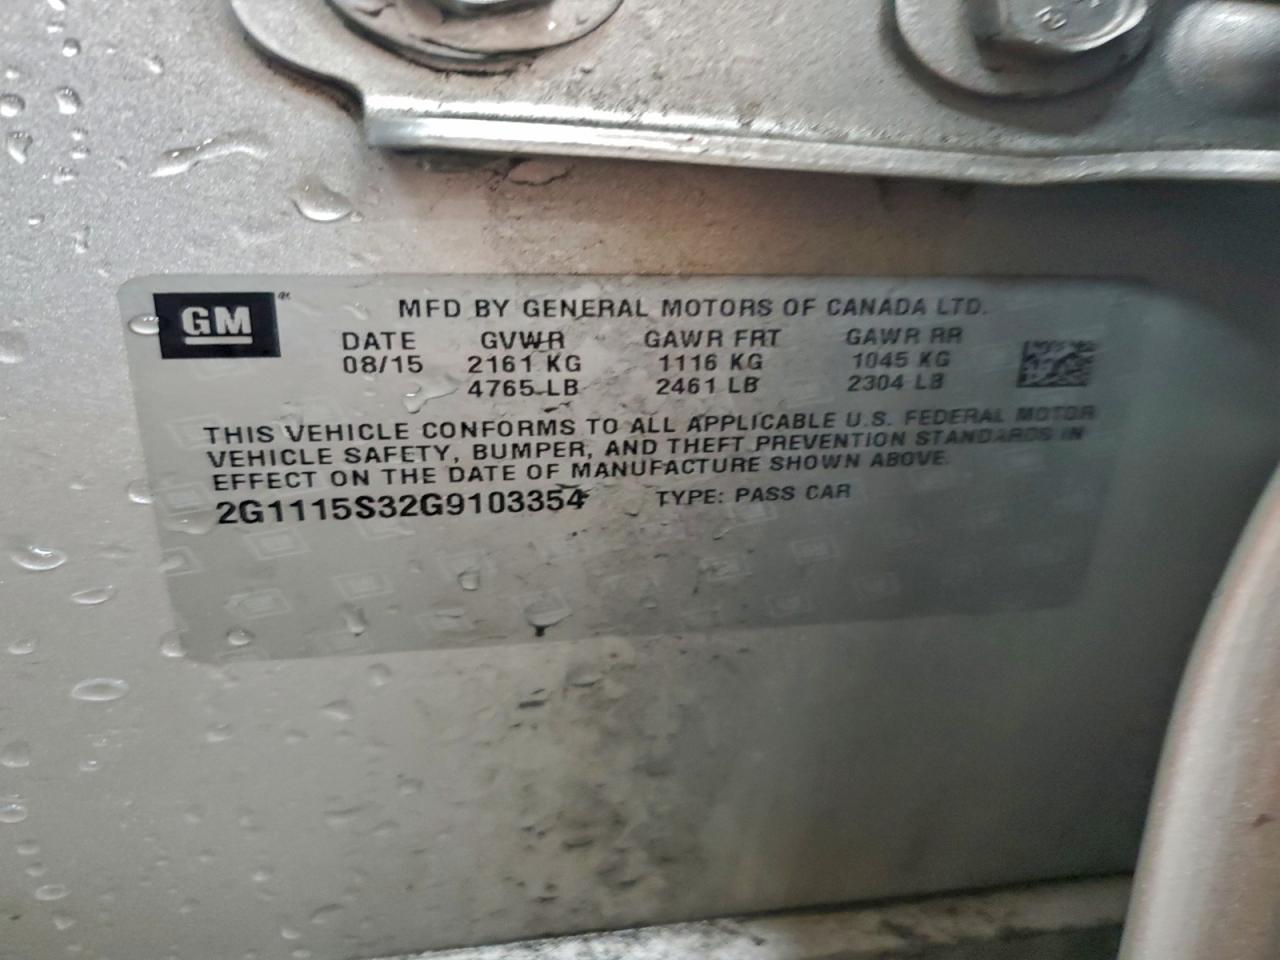 GM
MFD BY GENERAL MOTORS OF CANADA LTD.
DATE GVWR GAWR FRT GAWR RR
08/15 2161 KG 1116 KG 1045 KG
4765 LB 2461 LB 2304 LB
THIS VEHICLE CONFORMS TO ALL APPLICABLE U.S. FEDERAL MOTOR
VEHICLE SAFETY, BUMPER, AND THEFT PREVENTION STANDARDS IN
EFFECT ON THE DATE OF MANUFACTURE SHOWN ABOVE.
2G1115S32G9103354 TYPE: PASS CAR